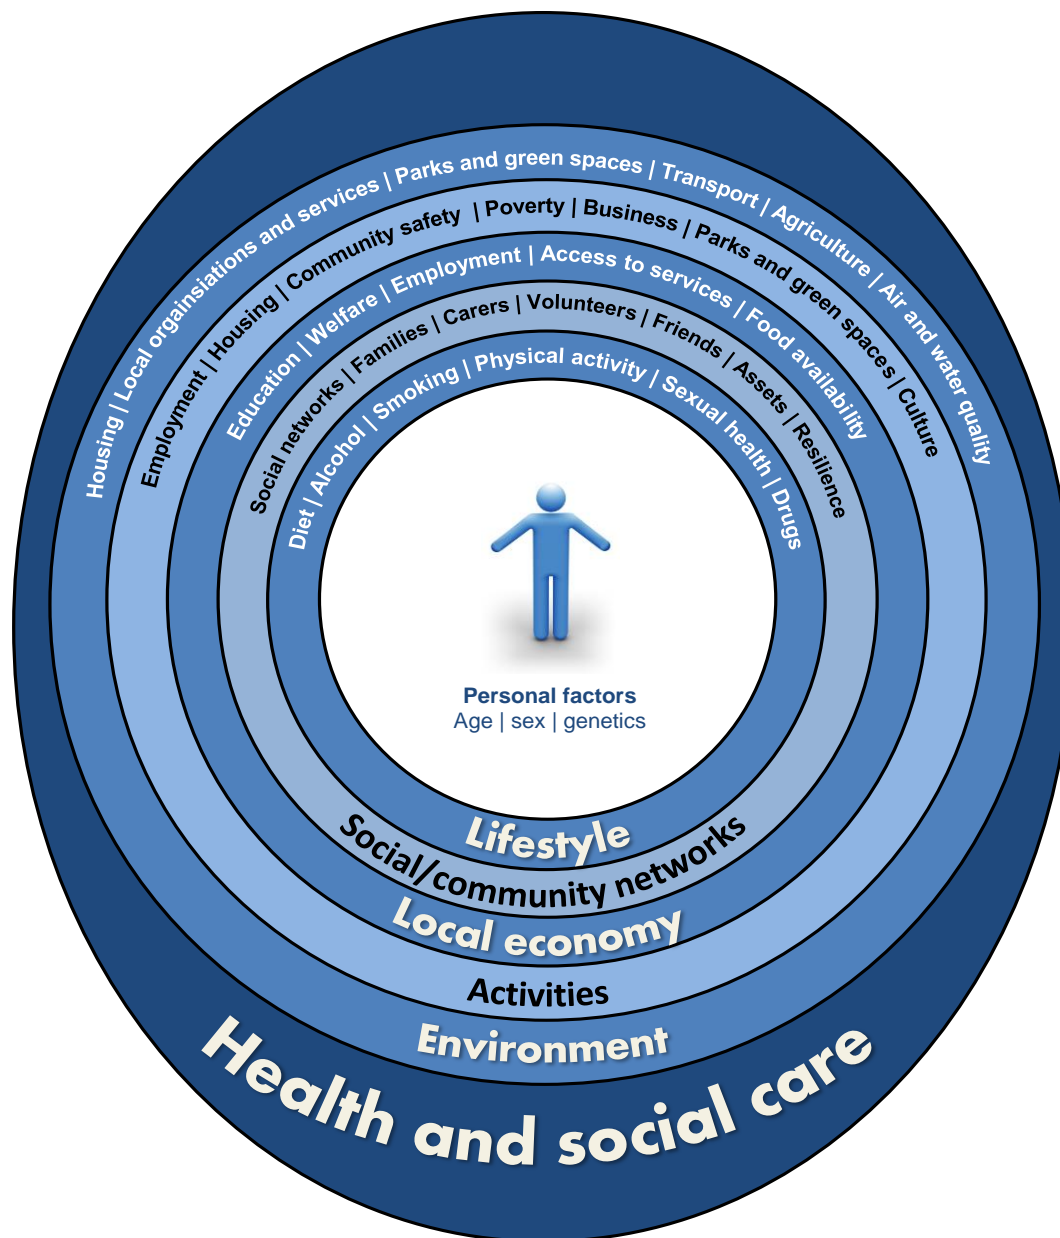 Housing | Local orgainsiations and services | Parks and green spaces | Transport | Agriculture | Air and water quality
Employment | Housing | Community safety | Poverty | Business | Parks and green spaces | Culture
Education | Welfare | Employment | Access to services | Food availability
Social networks | Families | Carers | Volunteers | Friends | Assets | Resilience
Diet | Alcohol | Smoking | Physical activity | Sexual health | Drugs
Personal factors
Age | sex | genetics
Lifestyle
Social/community networks
Local economy
Activities
Environment
Health and social care